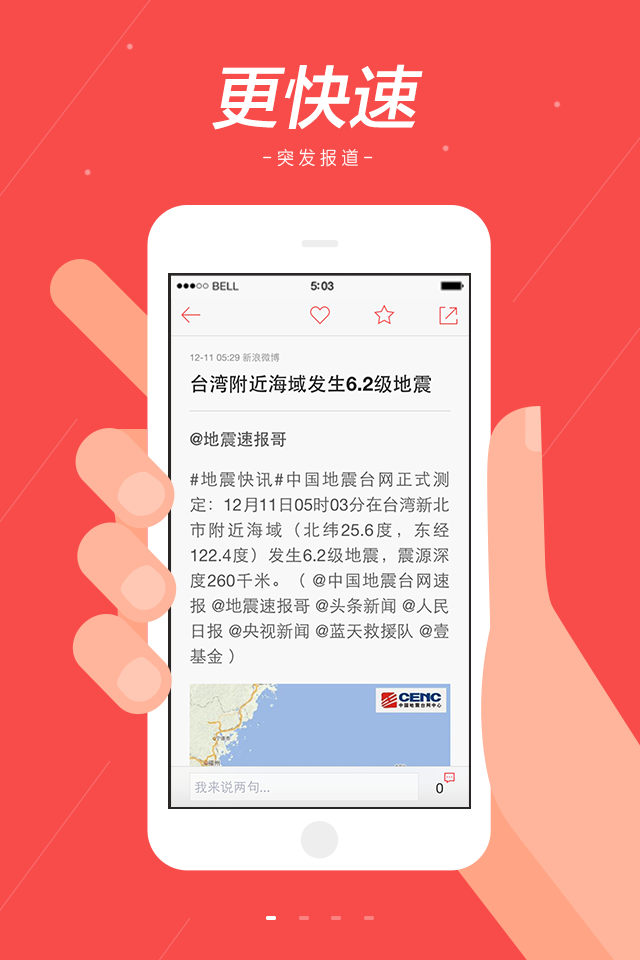 更快速
-突发报道-
BELL
5:03
12-11 05:29 新浪微博
台湾附近海域发生6.2级地震
@地震速报哥
#地震快讯#中国地震台网正式测
定：12月11日05时03分在台湾新北
市附近海域（北纬25.6度，东经
122.4度）发生6.2级地震，震源深
度260千米。（ @中国地震台网速
报 @地震速报哥 @头条新闻 @人民
日报 @央视新闻 @蓝天救援队 @壹
基金 ）
CENC
中国地震台网中心
我来说两句...
0